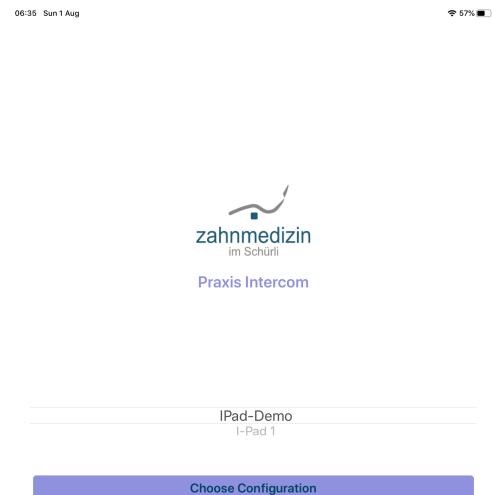 06:35 Sun 1 Aug 57%
zahnmedizin
im Schürli
Praxis Intercom
IPad-Demo
I-Pad 1
Choose Configuration